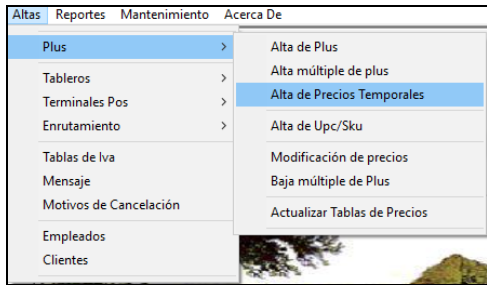 Altas Reportes Mantenimiento Acerca De
Plus
Tableros
Terminales Pos
Enrutamiento
Tablas de Iva
Mensaje
Motivos de Cancelación
Empleados
Clientes
Alta de Plus
Alta múltiple de plus
Alta de Precios Temporales
Alta de Upc/Sku
Modificación de precios
Baja múltiple de Plus
Actualizar Tablas de Precios